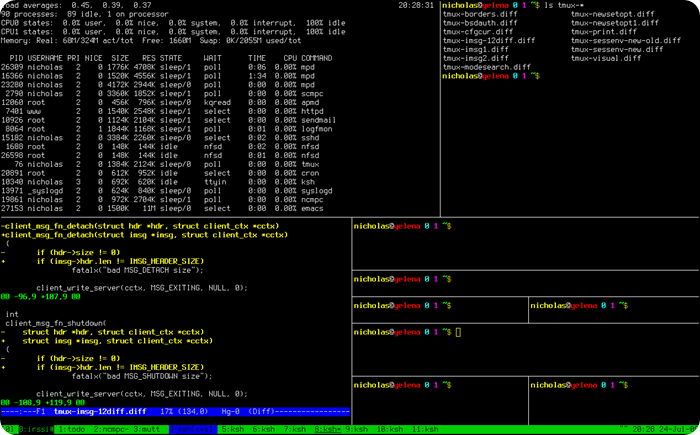 load averages:  0.45, 0.39, 0.37 20:28:31
90 processes:  89 idle, 1 on processor
CPU0 states:  0.0% user,  0.0% nice,  0.0% system,  0.0% interrupt,  100% idle
CPU1 states:  0.0% user,  0.0% nice,  0.0% system,  0.0% interrupt,  100% idle
Memory: Real: 68M/324M act/tot  Free: 1660M  Swap: 0K/2055M used/tot
PID USERNAME PRI NICE  SIZE   RES STATE     WAIT      TIME    CPU COMMAND
26309 nicholas   2    0 1776K 4708K sleep/1   poll      0:06  0.00% mpd
16366 nicholas   2    0 1520K 4556K sleep/1   poll      1:34  0.00% mpd
23280 nicholas   2    0 4172K 2944K sleep/0   poll      0:00  0.00% mpd
2790 nicholas   2    0 3360K 1852K sleep/1   poll      0:00  0.00% scmpc
12060 root       2    0  456K  796K sleep/0   kqread    0:00  0.00% apmd
7401 www        2    0 1540K 2548K sleep/1   select    0:00  0.00% httpd
10926 root       2    0 1124K 2104K sleep/1   select    0:00  0.00% sendmail
8064 root       2    1 1844K 1168K sleep/1   poll      0:01  0.00% logfmon
15182 nicholas   2    0 3384K 2260K sleep/0   select    0:02  0.00% sshd
1688 root       2    0  148K  144K idle      nfsd      0:02  0.00% nfsd
26598 root       2    0  148K  144K idle      nfsd      0:01  0.00% nfsd
76 nicholas   2    0 1384K 2124K sleep/0   poll      0:00  0.00% tmux
20891 root       2    0  612K  952K idle      select    0:00  0.00% cron
18340 nicholas   3    0  692K  620K idle      ttyin     0:00  0.00% ksh
13971 _syslogd   2    0  624K  840K sleep/0   poll      0:00  0.00% syslogd
19861 nicholas   2    0  972K 2704K sleep/1   poll      0:00  0.00% ncmpc
27153 nicholas   2    0 1500K   11M sleep/0   select    0:00  0.00% emacs
nicholas@yelena 0 1 ~$ ls tmux-*
tmux-borders.diff tmux-newsetopt.diff
tmux-bsdauth.diff tmux-newsetopt1.diff
tmux-cfgcur.diff tmux-print.diff
tmux-imsg-12diff.diff tmux-sessenv-new-old.diff
tmux-imsg1.diff tmux-sessenv-new.diff
tmux-imsg2.diff tmux-visual.diff
tmux-modesearch.diff
nicholas@yelena 0 1 ~$
-client_msg_fn_detach(struct hdr *hdr, struct client_ctx *cctx)
+client_msg_fn_detach(struct imsg *imsg, struct client_ctx *cctx)
{
-       if (hdr->size != 0)
+       if (imsg->hdr.len != IMSG_HEADER_SIZE)
fatalx("bad MSG_DETACH size");
client_write_server(cctx, MSG_EXITING, NULL, 0);
@@ -96,9 +107,9 @@
int
client_msg_fn_shutdown(
-    struct hdr *hdr, struct client_ctx *cctx)
+    struct imsg *imsg, struct client_ctx *cctx)
{
-       if (hdr->size != 0)
+       if (imsg->hdr.len != IMSG_HEADER_SIZE)
fatalx("bad MSG_SHUTDOWN size");
client_write_server(cctx, MSG_EXITING, NULL, 0);
@@ -108,9 +119,9 @@
----:---F1  tmux-imsg-12diff.diff   17% (134,0)   Hg-0  (Diff)------------------
nicholas@yelena 0 1 ~$
nicholas@yelena 0 1 ~$
nicholas@yelena 0 1 ~$ nicholas@yelena 0 1 ~$
nicholas@yelena 0 1 ~$
nicholas@yelena 0 1 ~$ nicholas@yelena 0 1 ~$
0:irssi# 1:todo  2:ncmpc- 3:mutt 5:ksh  6:ksh  7:ksh  8:ksh* 9:ksh  10:ksh  11:ksh "" 20:28 24-Jul-0